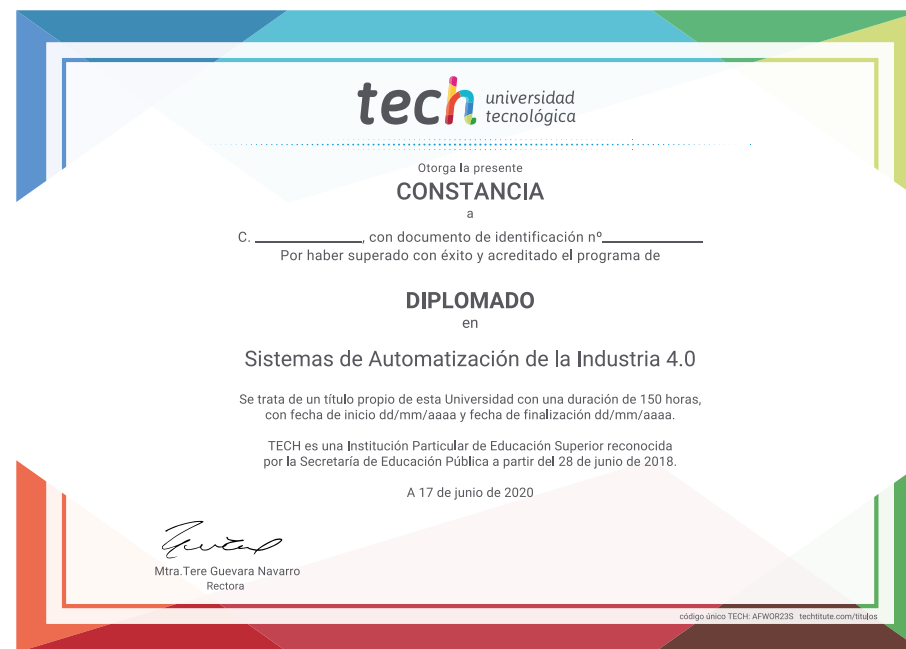 tech universidad
tecnológica
Otorga la presente
CONSTANCIA
a
C. ____________, con documento de identificación nº____________
Por haber superado con éxito y acreditado el programa de
DIPLOMADO
en
Sistemas de Automatización de la Industria 4.0
Se trata de un título propio de esta Universidad con una duración de 150 horas,
con fecha de inicio dd/mm/aaaa y fecha de finalización dd/mm/aaaa.
TECH es una Institución Particular de Educación Superior reconocida
por la Secretaría de Educación Pública a partir del 28 de junio de 2018.
A 17 de junio de 2020
Mtra.Tere Guevara Navarro
Rectora
código único TECH: AFWOR23S techtitute.com/titulos